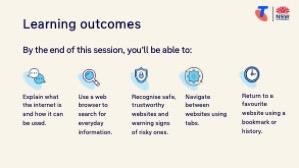 Learning outcomes
By the end of this session, you'll be able to:
Explain what
the internet is
and how it can
be used.
Use a web
browser to
search for
everyday
information.
Recognise safe,
trustworthy
websites and
warning signs
of risky ones.
Navigate
between
websites using
tabs.
Return to a
favourite
website using a
bookmark or
history.